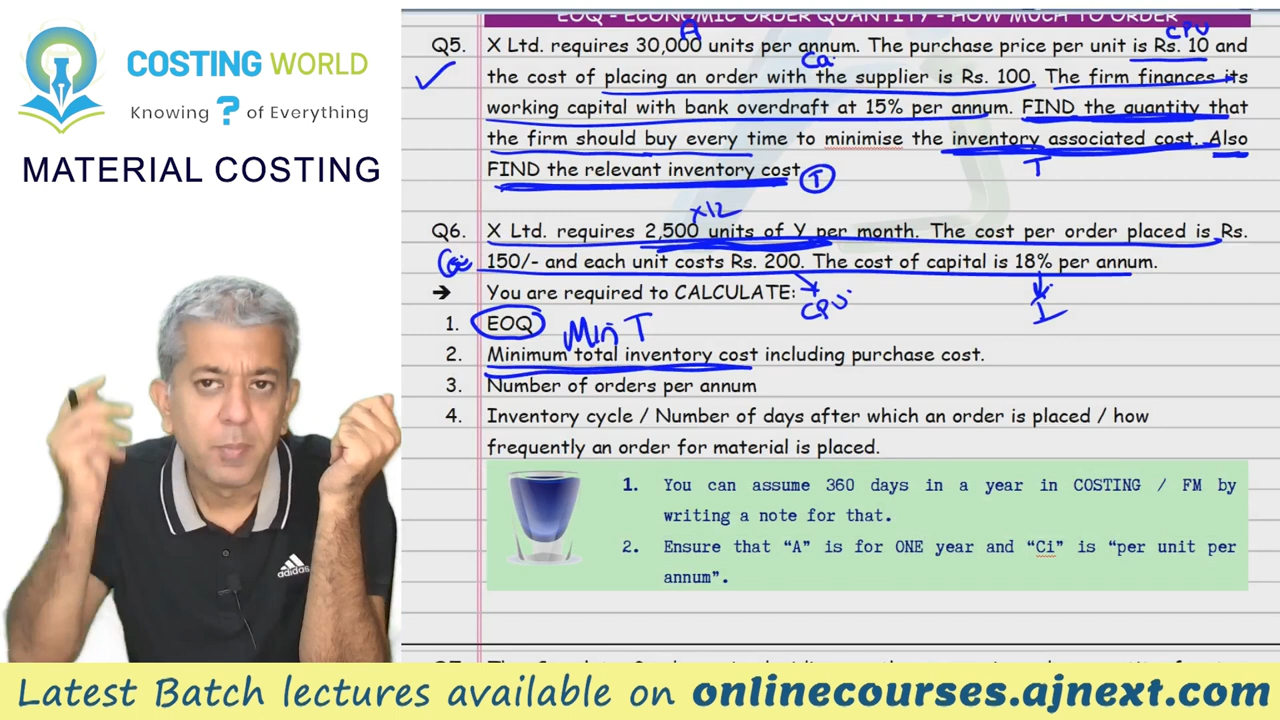 COSTING WORLD
Knowing ? of Everything
MATERIAL COSTING
EOQ - ECONOMIC ORDER QUANTITY - HOW MUCH TO ORDER
A
CPU
Q5. X Ltd. requires 30,000 units per annum. The purchase price per unit is Rs. 10 and
Ca
the cost of placing an order with the supplier is Rs. 100. The firm finances its
working capital with bank overdraft at 15% per annum. FIND the quantity that
the firm should buy every time to minimise the inventory associated cost. Also
T
FIND the relevant inventory cost
T
X12
Q6. X Ltd. requires 2,500 units of Y per month. The cost per order placed is Rs.
150/- and each unit costs Rs. 200. The cost of capital is 18% per annum.
➔ You are required to CALCULATE:
CPU
I
1. EOQ
Min T
2. Minimum total inventory cost including purchase cost.
3. Number of orders per annum
4. Inventory cycle / Number of days after which an order is placed / how
frequently an order for material is placed.
1. You can assume 360 days in a year in COSTING / FM by
writing a note for that.
2. Ensure that “A” is for ONE year and “Ci” is “per unit per
annum”.
adidas
Latest Batch lectures available on onlinecourses.ajnext.com